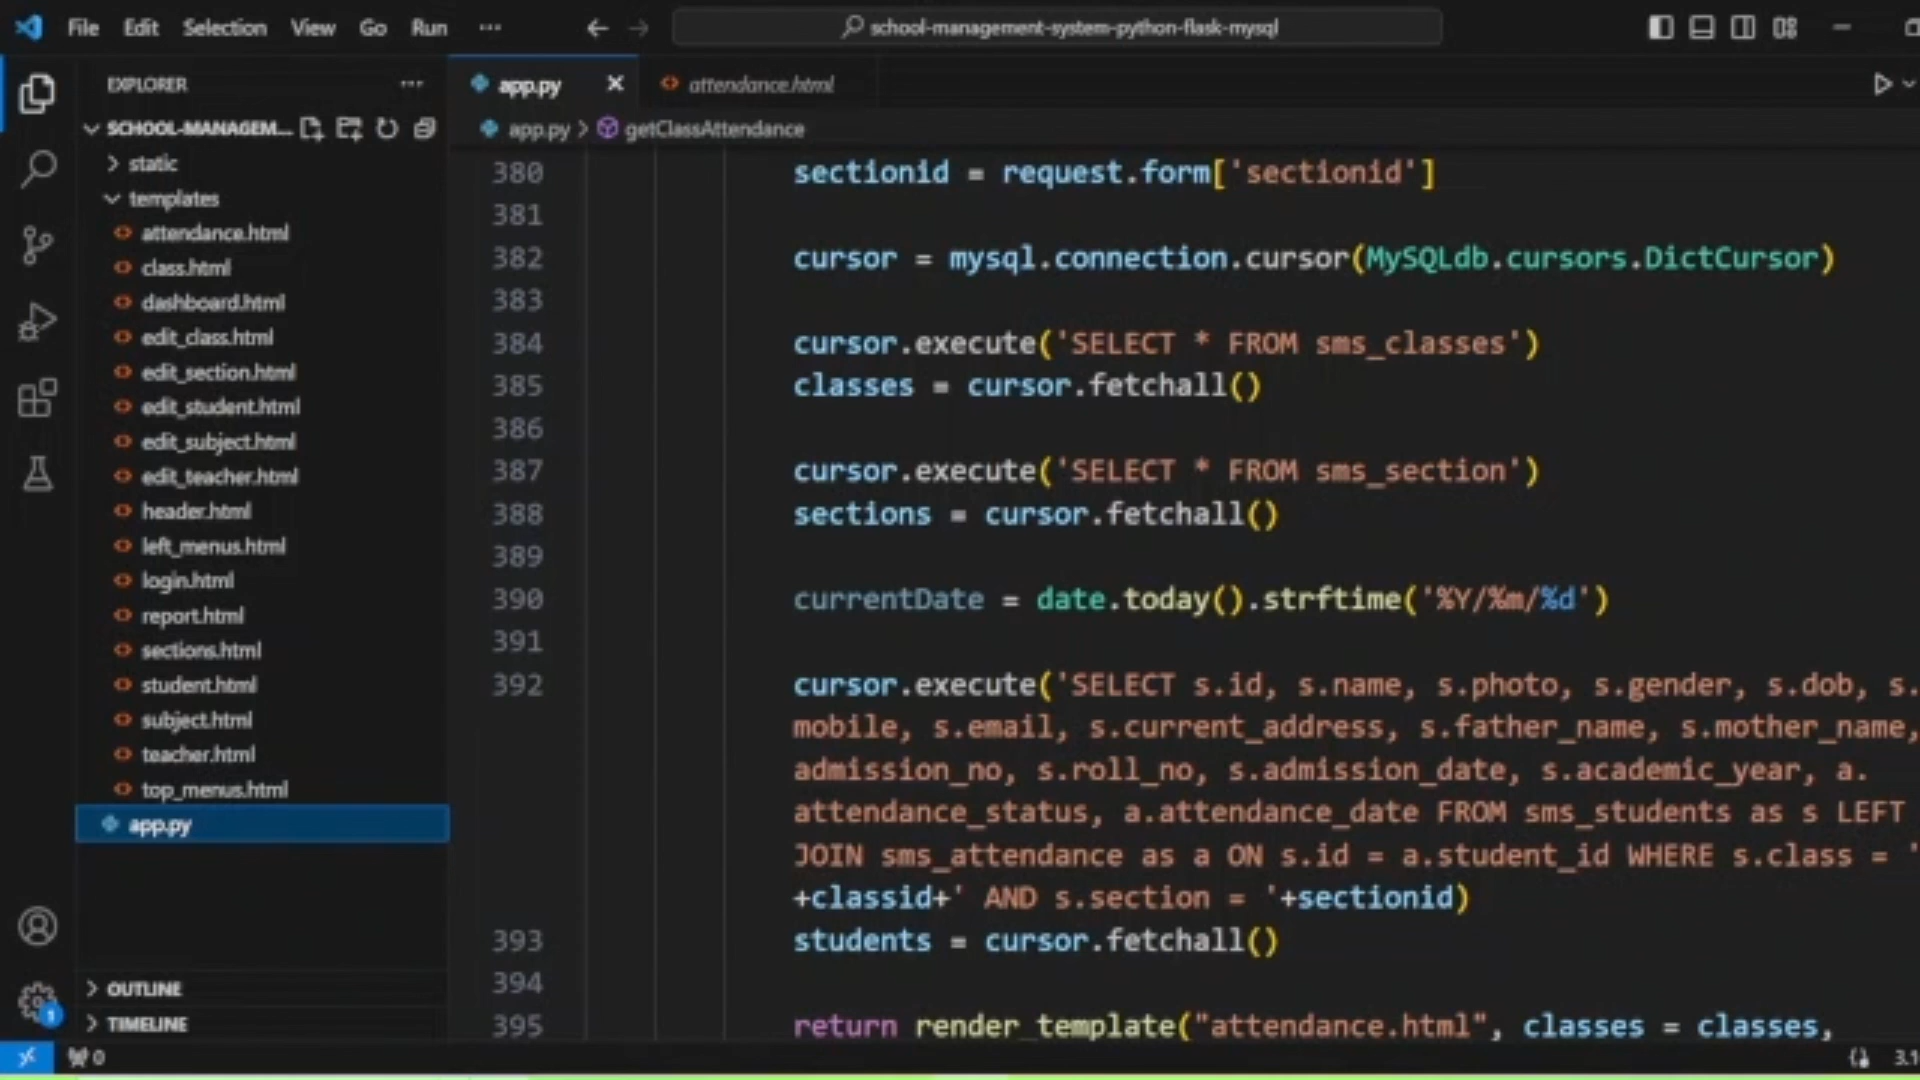 File Edit Selection View Go Run ··· school-management-system-python-flask-mysql
EXPLORER ···
SCHOOL-MANAGEM...
static
templates
attendance.html
class.html
dashboard.html
edit_class.html
edit_section.html
edit_student.html
edit_subject.html
edit_teacher.html
header.html
left_menus.html
login.html
report.html
sections.html
student.html
subject.html
teacher.html
top_menus.html
app.py
OUTLINE
TIMELINE
app.py attendance.html
app.py > getClassAttendance
380 sectionid = request.form['sectionid']
381
382 cursor = mysql.connection.cursor(MySQLdb.cursors.DictCursor)
383
384 cursor.execute('SELECT * FROM sms_classes')
385 classes = cursor.fetchall()
386
387 cursor.execute('SELECT * FROM sms_section')
388 sections = cursor.fetchall()
389
390 currentDate = date.today().strftime('%Y/%m/%d')
391
392 cursor.execute('SELECT s.id, s.name, s.photo, s.gender, s.dob, s.
mobile, s.email, s.current_address, s.father_name, s.mother_name,
admission_no, s.roll_no, s.admission_date, s.academic_year, a.
attendance_status, a.attendance_date FROM sms_students as s LEFT
JOIN sms_attendance as a ON s.id = a.student_id WHERE s.class = '
+classid+' AND s.section = '+sectionid)
393 students = cursor.fetchall()
394
395 return render_template("attendance.html", classes = classes,
1
0
3.1